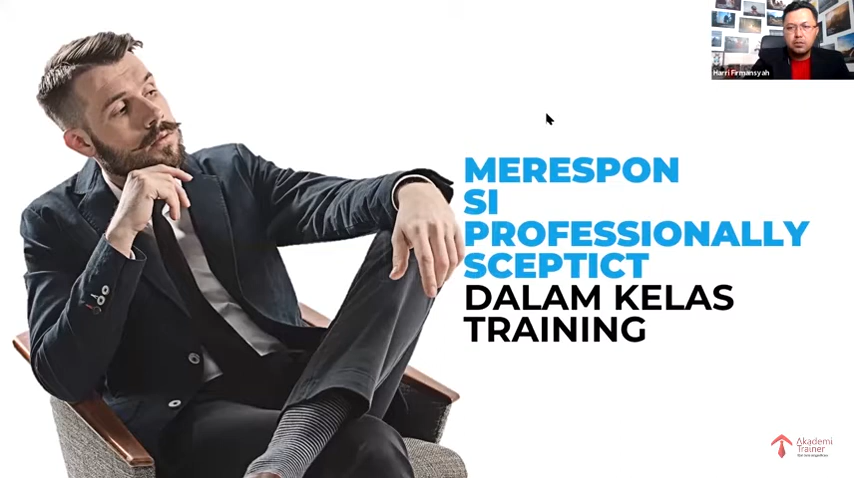 Harri Firmansyah
MERESPON
SI
PROFESSIONALLY
SCEPTICT
DALAM KELAS
TRAINING
Akademi
Trainer